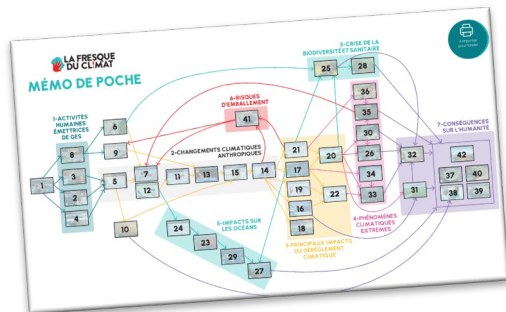 LA FRESQUE
DU CLIMAT
MÉMO DE POCHE
1-ACTIVITÉS
HUMAINES
ÉMETTRICES
DE GES
5-CRISE DE LA
BIODIVERSITÉ ET SANITAIRE
6-RISQUES
D'EMBALLEMENT
2-CHANGEMENTS CLIMATIQUES
ANTHROPIQUES
7-CONSÉQUENCES
SUR L'HUMANITÉ
5-IMPACTS SUR
LES OCÉANS
3-PRINCIPAUX IMPACTS
DU DÉRÈGLEMENT
CLIMATIQUE
4-PHÉNOMÈNES
CLIMATIQUES
EXTRÊMES
1
8
3
2
4
6
9
5
10
7
12
11
13
15
14
41
24
23
29
27
21
17
19
16
18
20
22
25
28
36
35
30
26
34
33
32
31
42
37
40
38
39